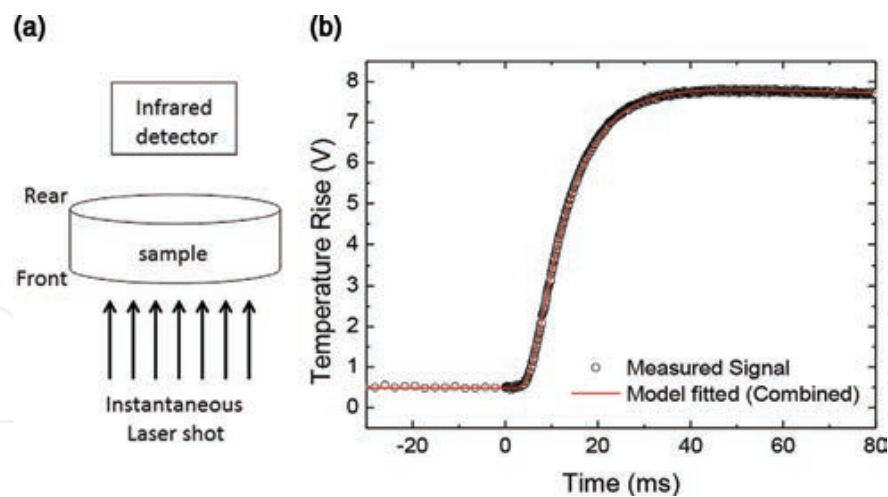 (a)
Infrared
detector
Rear
sample
Front
Instantaneous
Laser shot
(b)
Temperature Rise (V)
8
7
6
5
4
3
2
1
0
Measured Signal
Model fitted (Combined)
-20
0
20
40
60
80
Time (ms)